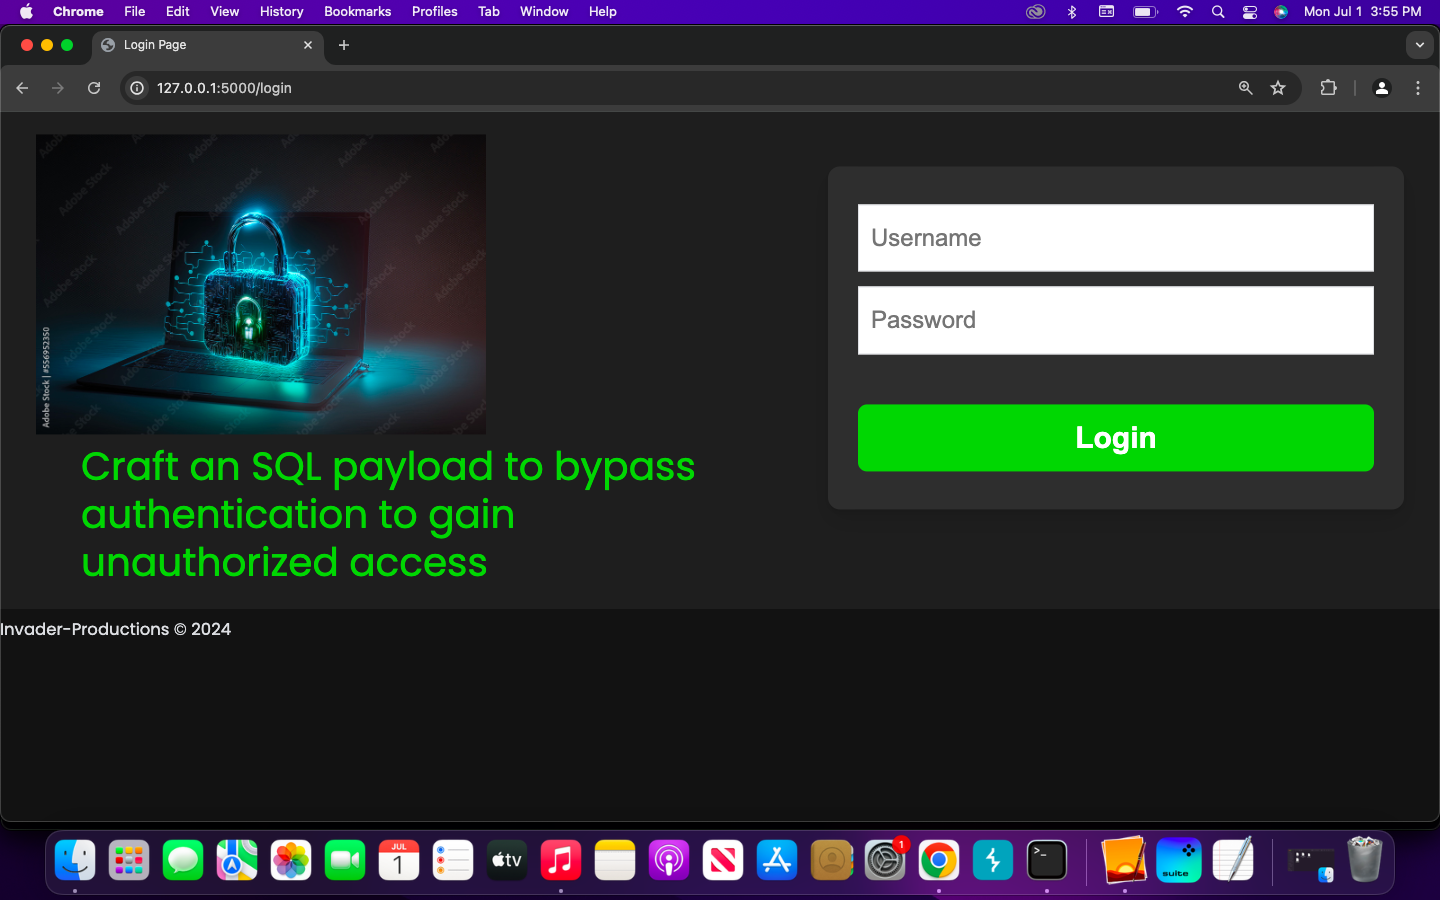 Chrome File Edit View History Bookmarks Profiles Tab Window Help Mon Jul 1 3:55 PM
Login Page
127.0.0.1:5000/login
Adobe Stock
Adobe Stock | #556952350
Username
Password
Login
Craft an SQL payload to bypass
authentication to gain
unauthorized access
Invader-Productions © 2024
JUL
1
tv
1
>_
suite